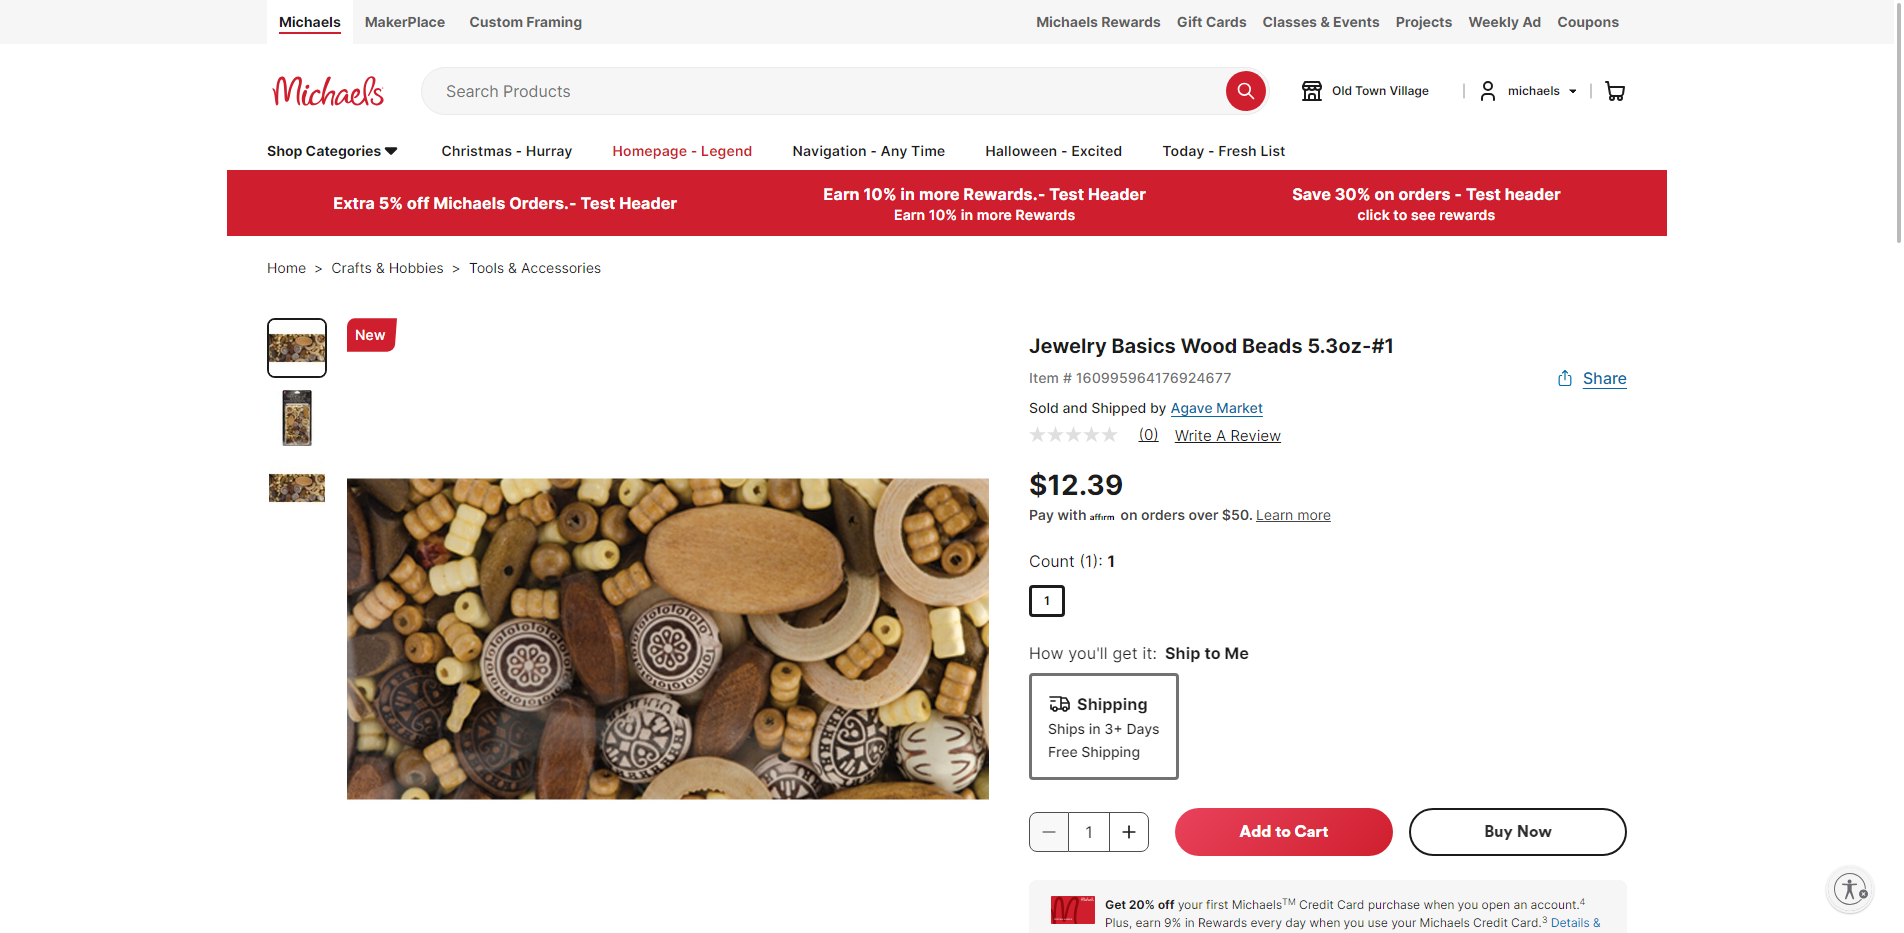 Michaels MakerPlace Custom Framing Michaels Rewards Gift Cards Classes & Events Projects Weekly Ad Coupons
Michaels Search Products Old Town Village michaels
Shop Categories Christmas - Hurray Homepage - Legend Navigation - Any Time Halloween - Excited Today - Fresh List
Extra 5% off Michaels Orders.- Test Header
Earn 10% in more Rewards.- Test Header
Earn 10% in more Rewards
Save 30% on orders - Test header
click to see rewards
Home > Crafts & Hobbies > Tools & Accessories
New
Jewelry Basics Wood Beads 5.3oz-#1
Item # 160995964176924677
Share
Sold and Shipped by Agave Market
(0) Write A Review
$12.39
Pay with affirm on orders over $50. Learn more
Count (1): 1
1
How you'll get it: Ship to Me
Shipping
Ships in 3+ Days
Free Shipping
1 Add to Cart Buy Now
Get 20% off your first Michaels™ Credit Card purchase when you open an account.⁴
Plus, earn 9% in Rewards every day when you use your Michaels Credit Card.³ Details &